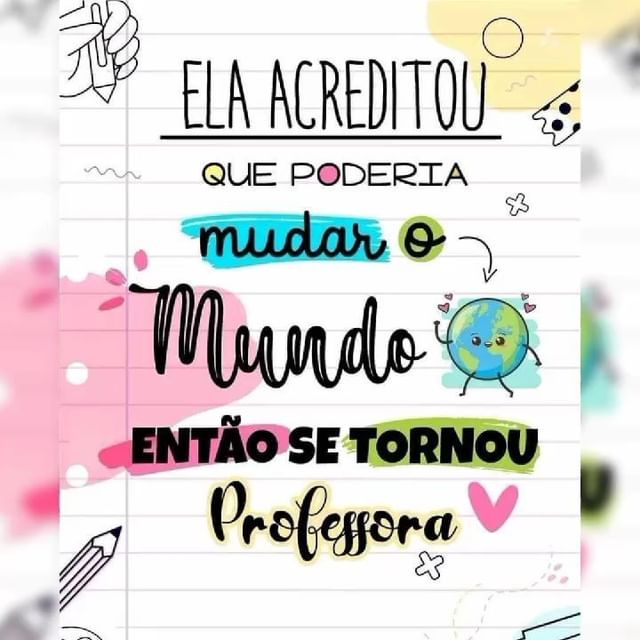 ELA ACREDITOU
QUE PODERIA
mudar o
Mundo
ENTÃO SE TORNOU
Professora